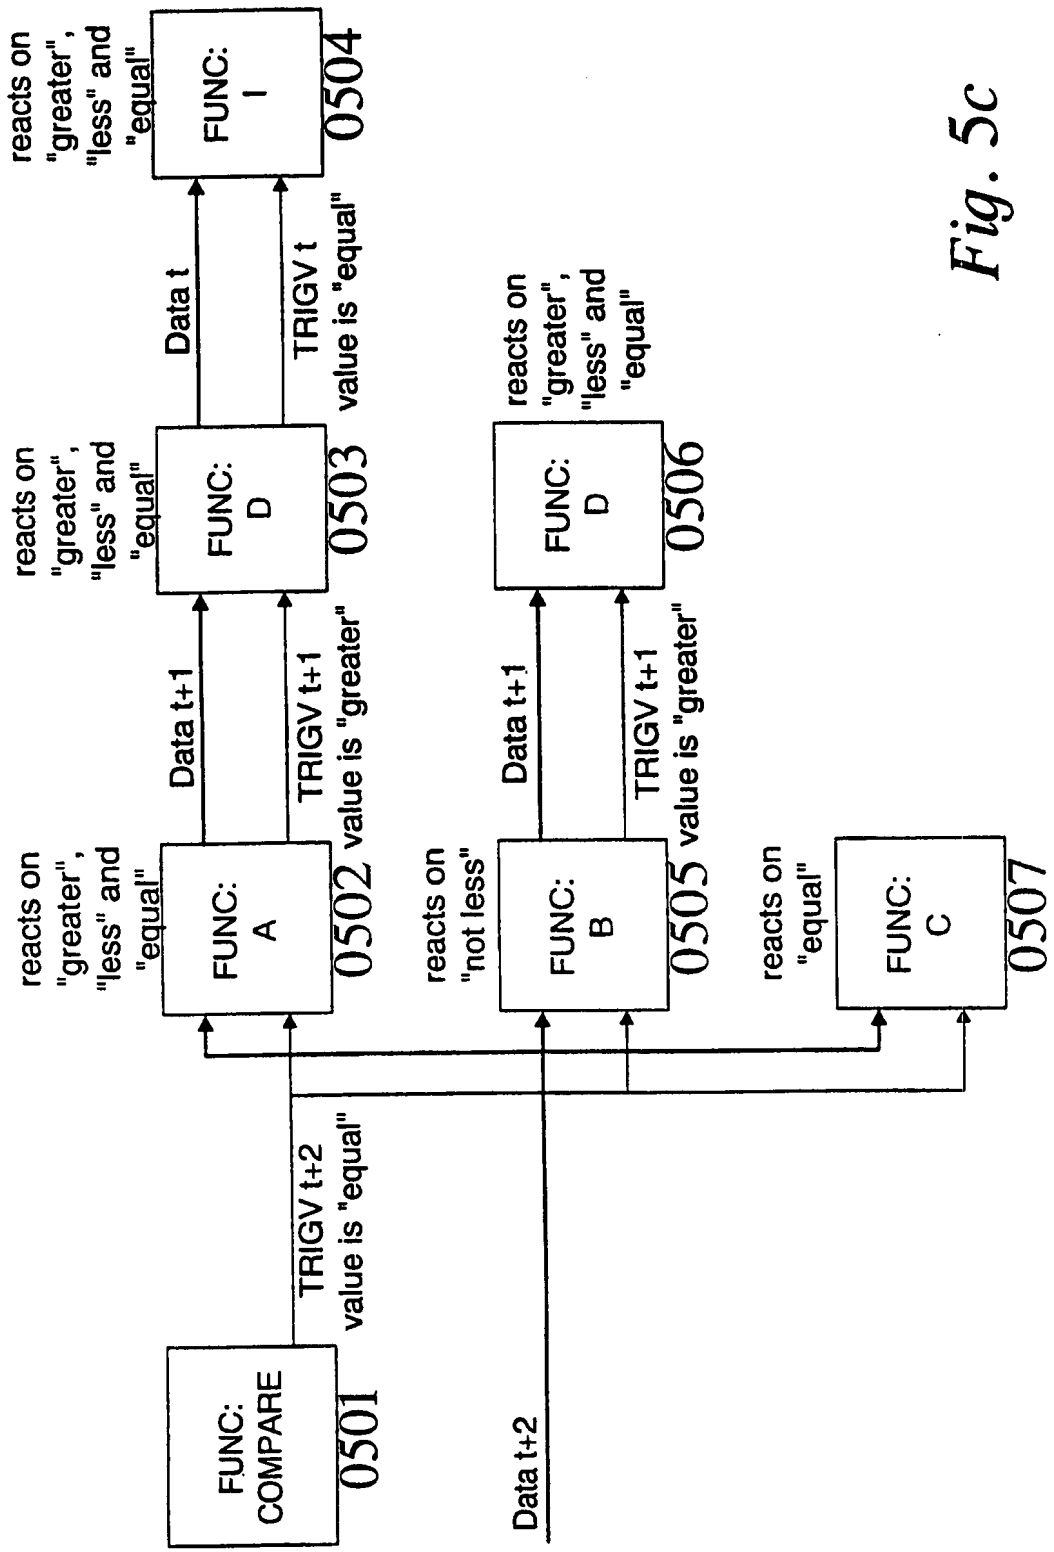 FUNC:
COMPARE
0501
TRIGV t+2
value is "equal"
Data t+2
reacts on
"greater",
"less" and
"equal"
FUNC:
A
0502
Data t+1
TRIGV t+1
value is "greater"
reacts on
"greater",
"less" and
"equal"
FUNC:
D
0503
Data t
TRIGV t
value is "equal"
reacts on
"greater",
"less" and
"equal"
FUNC:
I
0504
reacts on
"not less"
FUNC:
B
0505
Data t+1
TRIGV t+1
value is "greater"
reacts on
"greater",
"less" and
"equal"
FUNC:
D
0506
reacts on
"equal"
FUNC:
C
0507
Fig. 5c